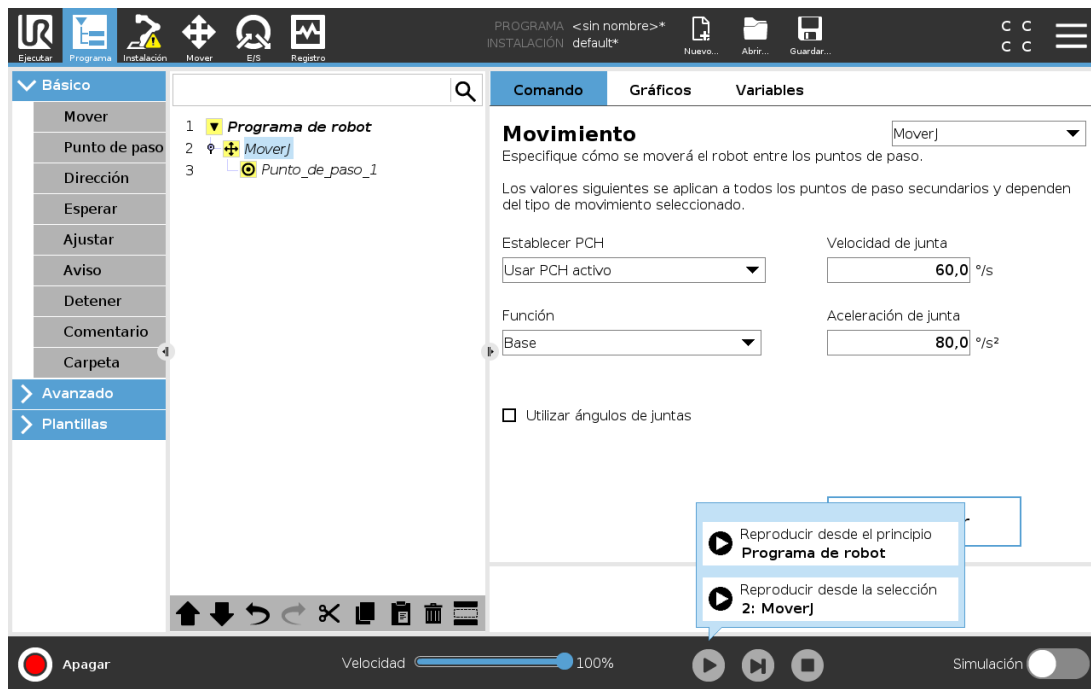 UR
PROGRAMA <sin nombre>*
INSTALACIÓN default*
C C
C C
Ejecutar Programa Instalación Mover E/S Registro Nuevo... Abrir... Guardar...
Básico
Mover
Punto de paso
Dirección
Esperar
Ajustar
Aviso
Detener
Comentario
Carpeta
Avanzado
Plantillas
1 Programa de robot
2 MoverJ
3 Punto_de_paso_1
Comando Gráficos Variables
Movimiento
MoverJ
Especifique cómo se moverá el robot entre los puntos de paso.
Los valores siguientes se aplican a todos los puntos de paso secundarios y dependen
del tipo de movimiento seleccionado.
Establecer PCH Velocidad de junta
Usar PCH activo 60,0 °/s
Función Aceleración de junta
Base 80,0 °/s²
Utilizar ángulos de juntas
Reproducir desde el principio
Programa de robot
Reproducir desde la selección
2: MoverJ
Apagar Velocidad 100% Simulación